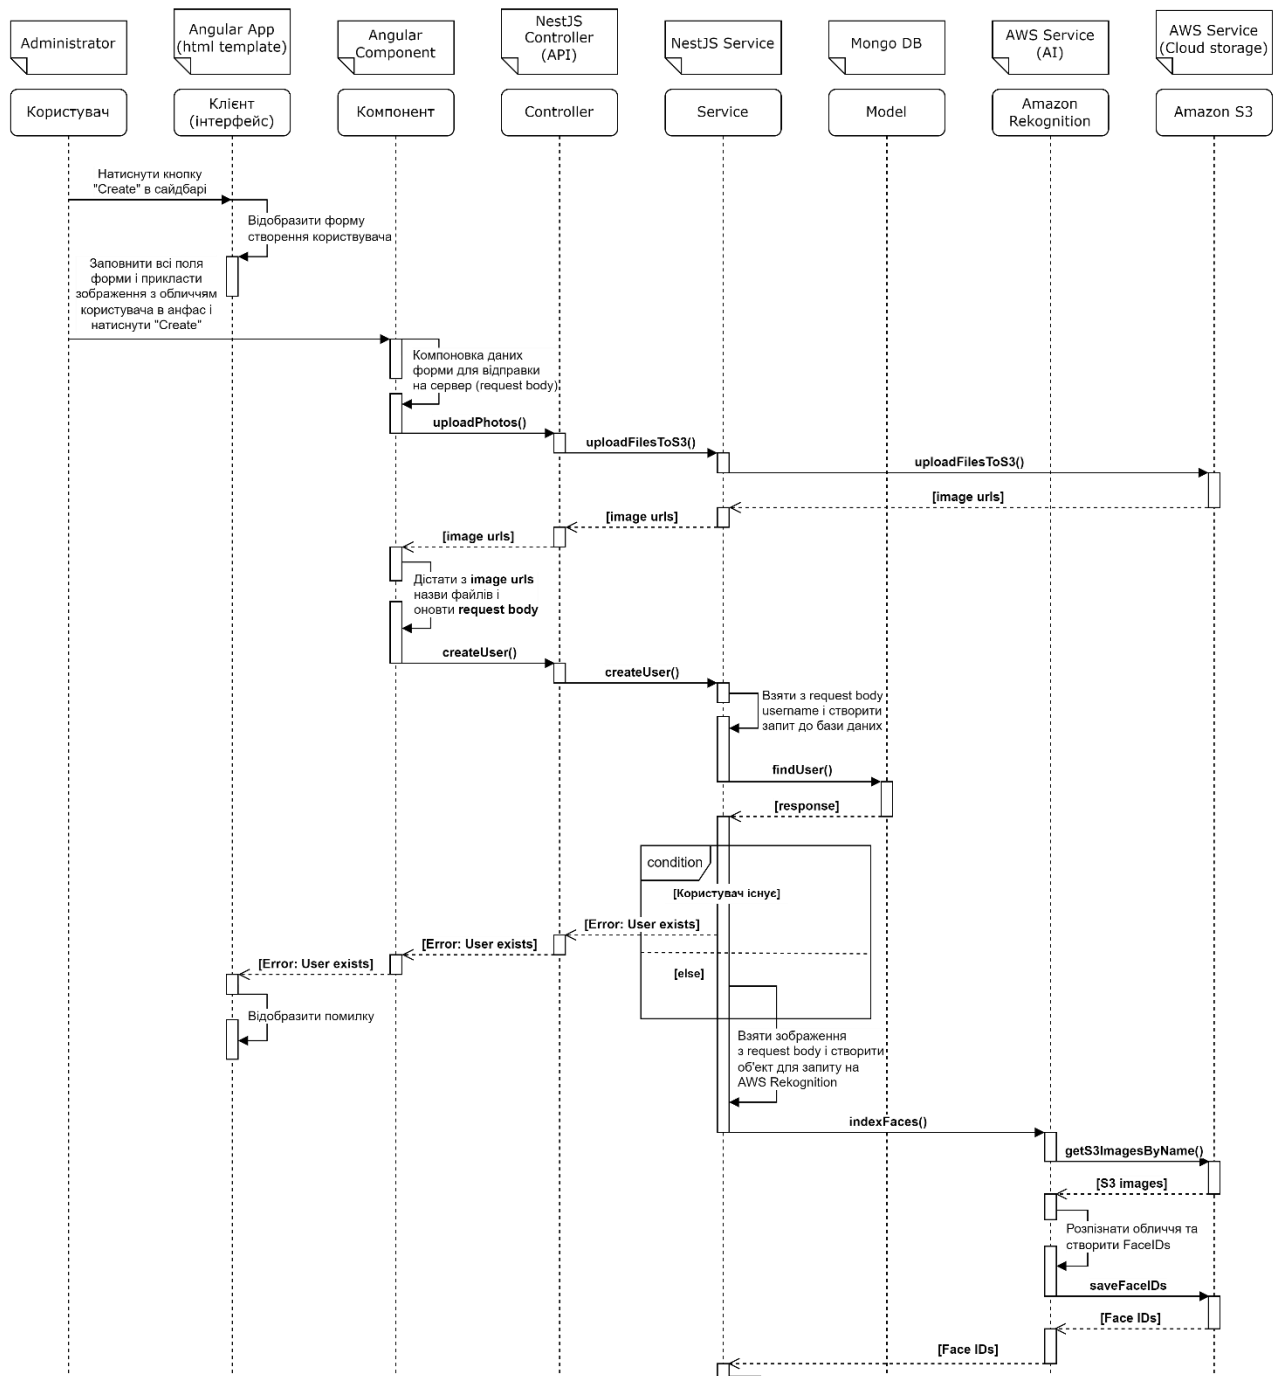 Administrator
Angular App
(html template)
Angular
Component
NestJS
Controller
(API)
NestJS Service
Mongo DB
AWS Service
(AI)
AWS Service
(Cloud storage)
Користувач
Клієнт
(інтерфейс)
Компонент
Controller
Service
Model
Amazon
Rekognition
Amazon S3
Натиснути кнопку
"Create" в сайдбарі
Відобразити форму
створення користвувача
Заповнити всі поля
форми і прикласти
зображення з обличчям
користувача в анфас і
натиснути "Create"
Компоновка даних
форми для відправки
на сервер (request body)
uploadPhotos()
uploadFilesToS3()
uploadFilesToS3()
[image urls]
[image urls]
[image urls]
Дістати з image urls
назви файлів і
оновти request body
createUser()
createUser()
Взяти з request body
username і створити
запит до бази даних
findUser()
[response]
condition
[Користувач існує]
[Error: User exists]
[Error: User exists]
[Error: User exists]
[else]
Відобразити помилку
Взяти зображення
з request body і створити
об'ект для запиту на
AWS Rekognition
indexFaces()
getS3ImagesByName()
[S3 images]
Розпізнати обличчя та
створити FaceIDs
saveFaceIDs
[Face IDs]
[Face IDs]